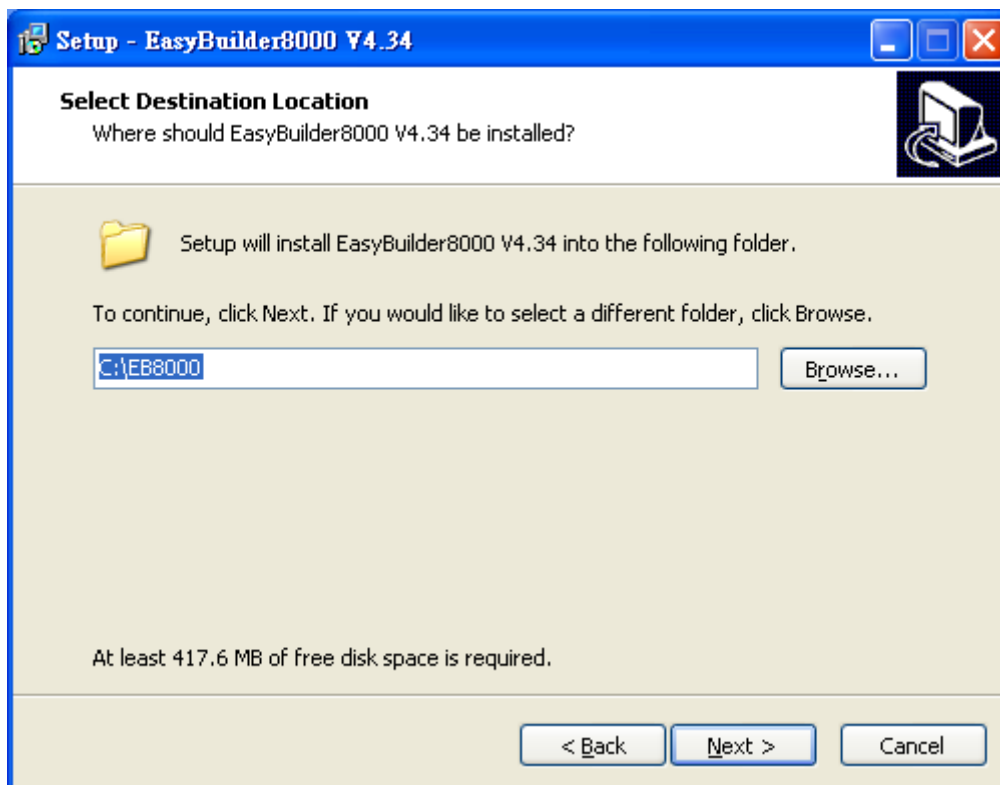 Setup - EasyBuilder8000 V4.34
Select Destination Location
Where should EasyBuilder8000 V4.34 be installed?
Setup will install EasyBuilder8000 V4.34 into the following folder.
To continue, click Next. If you would like to select a different folder, click Browse.
C:\EB8000
Browse...
At least 417.6 MB of free disk space is required.
< Back
Next >
Cancel